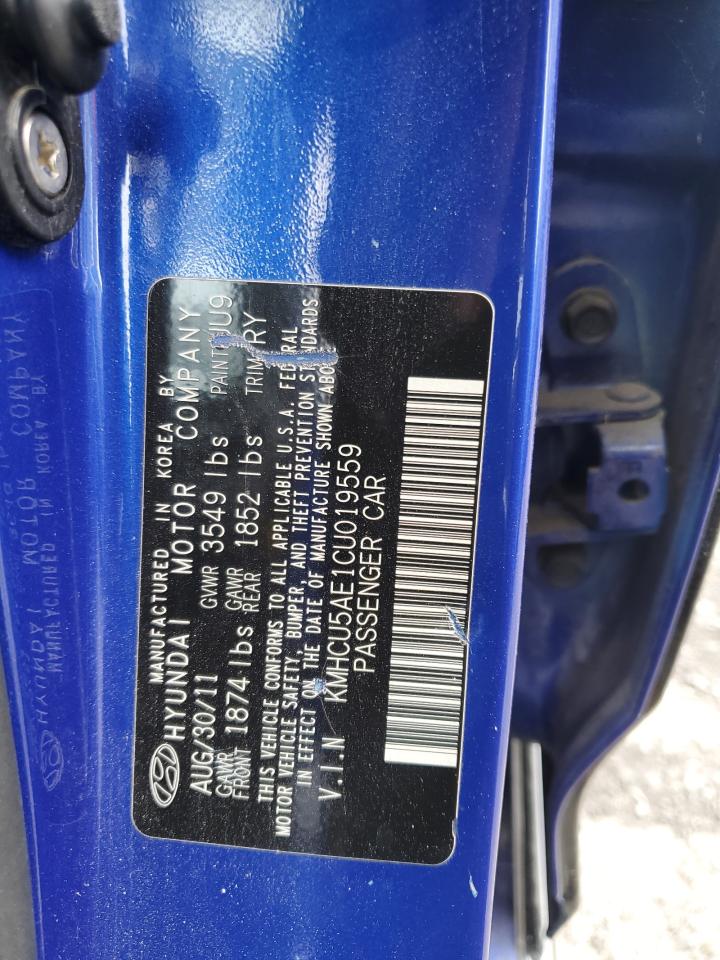 MANUFACTURED IN KOREA BY
HYUNDAI MOTOR COMPANY
AUG/30/11 GVWR 3549 lbs PAINT UU9
GAWR FRONT 1874 lbs GAWR REAR 1852 lbs TRIM RY
THIS VEHICLE CONFORMS TO ALL APPLICABLE U.S.A. FEDERAL
MOTOR VEHICLE SAFETY, BUMPER, AND THEFT PREVENTION STANDARDS
IN EFFECT ON THE DATE OF MANUFACTURE SHOWN ABOVE
V.I.N KMHCU5AE1CU019559
PASSENGER CAR